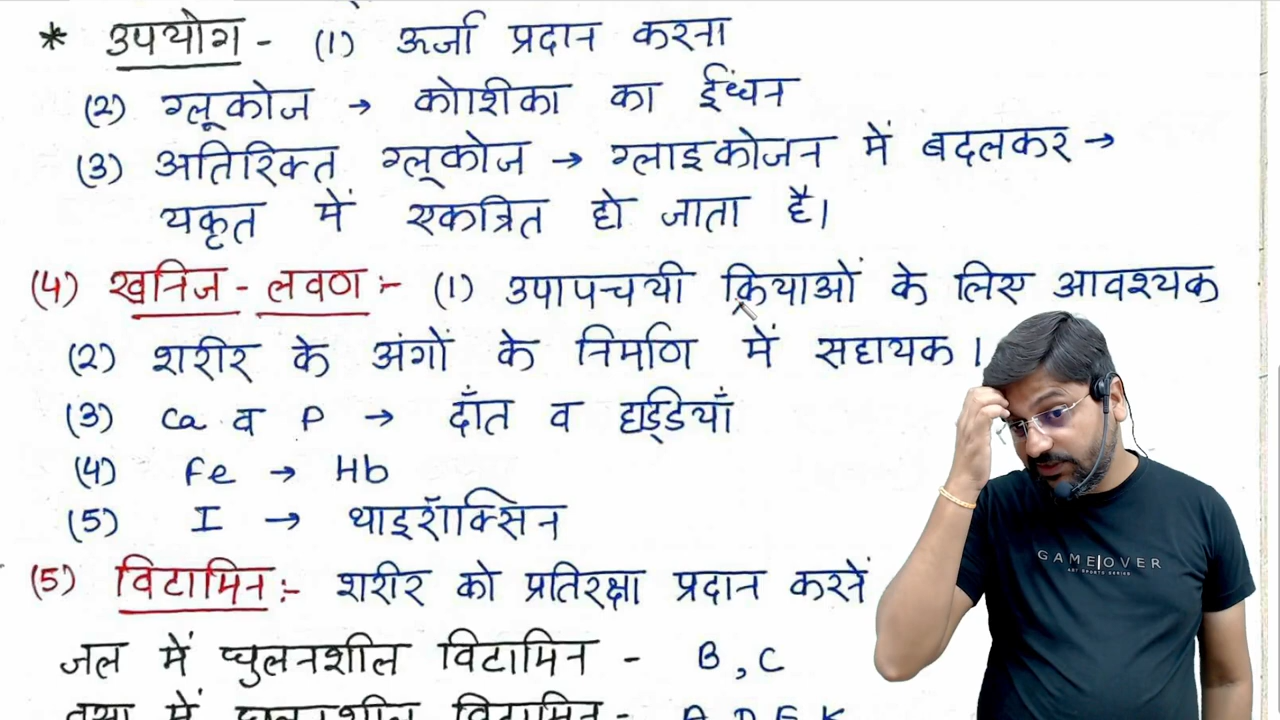 * उपयोग - (1) ऊर्जा प्रदान करना
(2) ग्लूकोज → कोशिका का ईंधन
(3) अतिरिक्त ग्लूकोज → ग्लाइकोजन में बदलकर →
यकृत में एकत्रित हो जाता है।
(4) खनिज - लवण :- (1) उपापचयी क्रियाओं के लिए आवश्यक
(2) शरीर के अंगों के निर्माण में सहायक।
(3) Ca व P → दाँत व हड्डियाँ
(4) Fe → Hb
(5) I → थाइरॉक्सिन
(5) विटामिन :- शरीर को प्रतिरक्षा प्रदान करतें
जल में घुलनशील विटामिन - B, C
वसा में घुलनशील विटामिन - A, D, E, K
GAME OVER